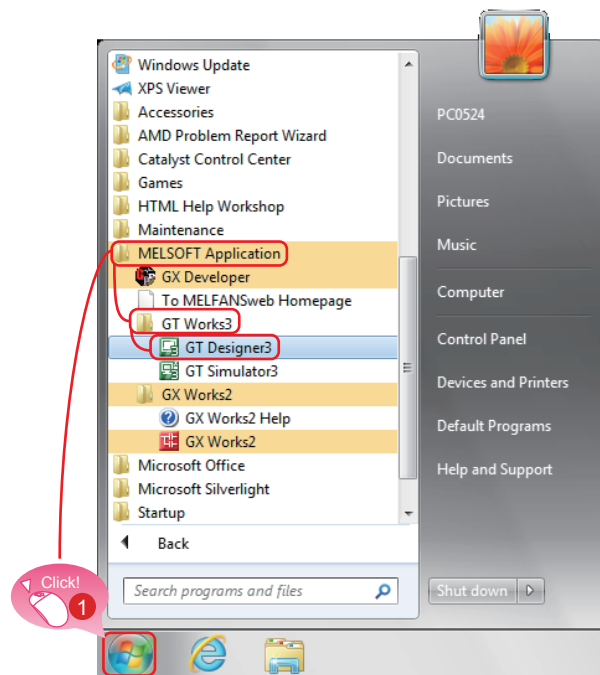 Windows Update
XPS Viewer
Accessories
AMD Problem Report Wizard
Catalyst Control Center
Games
HTML Help Workshop
Maintenance
MELSOFT Application
GX Developer
To MELFANSweb Homepage
GT Works3
GT Designer3
GT Simulator3
GX Works2
GX Works2 Help
GX Works2
Microsoft Office
Microsoft Silverlight
Startup
Back
Search programs and files
PC0524
Documents
Pictures
Music
Computer
Control Panel
Devices and Printers
Default Programs
Help and Support
Shut down
Click!
1